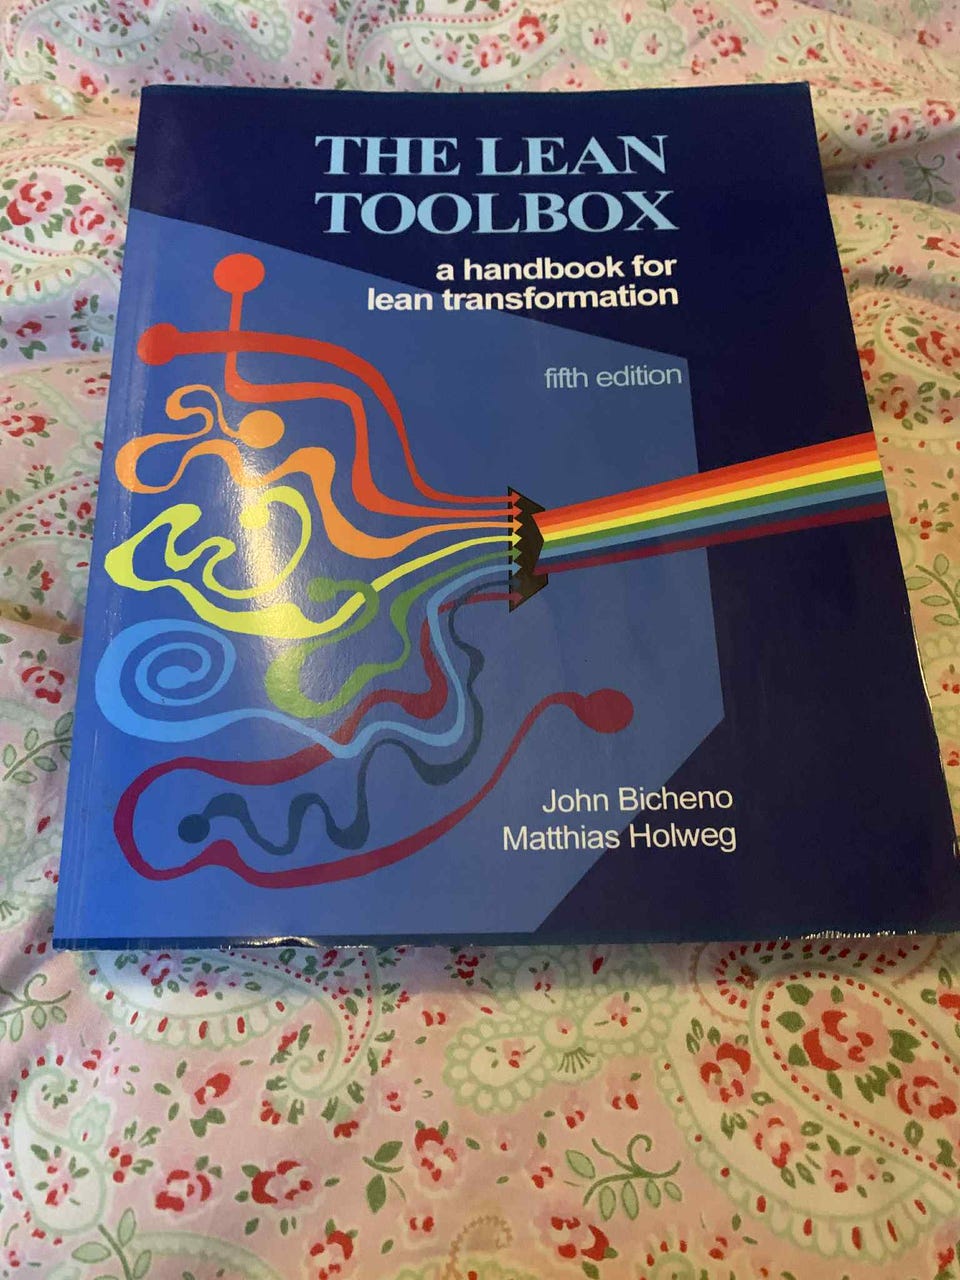 THE LEAN
TOOLBOX
a handbook for
lean transformation
fifth edition
John Bicheno
Matthias Holweg